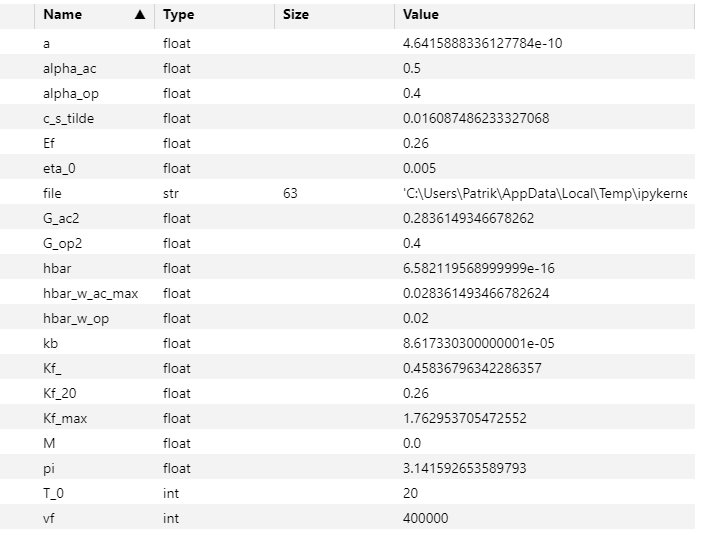 Name ▲ Type Size Value
a float 4.6415888336127784e-10
alpha_ac float 0.5
alpha_op float 0.4
c_s_tilde float 0.016087486233327068
Ef float 0.26
eta_0 float 0.005
file str 63 'C:\Users\Patrik\AppData\Local\Temp\ipykerne
G_ac2 float 0.2836149346678262
G_op2 float 0.4
hbar float 6.582119568999999e-16
hbar_w_ac_max float 0.028361493466782624
hbar_w_op float 0.02
kb float 8.617330300000001e-05
Kf_ float 0.45836796342286357
Kf_20 float 0.26
Kf_max float 1.762953705472552
M float 0.0
pi float 3.141592653589793
T_0 int 20
vf int 400000